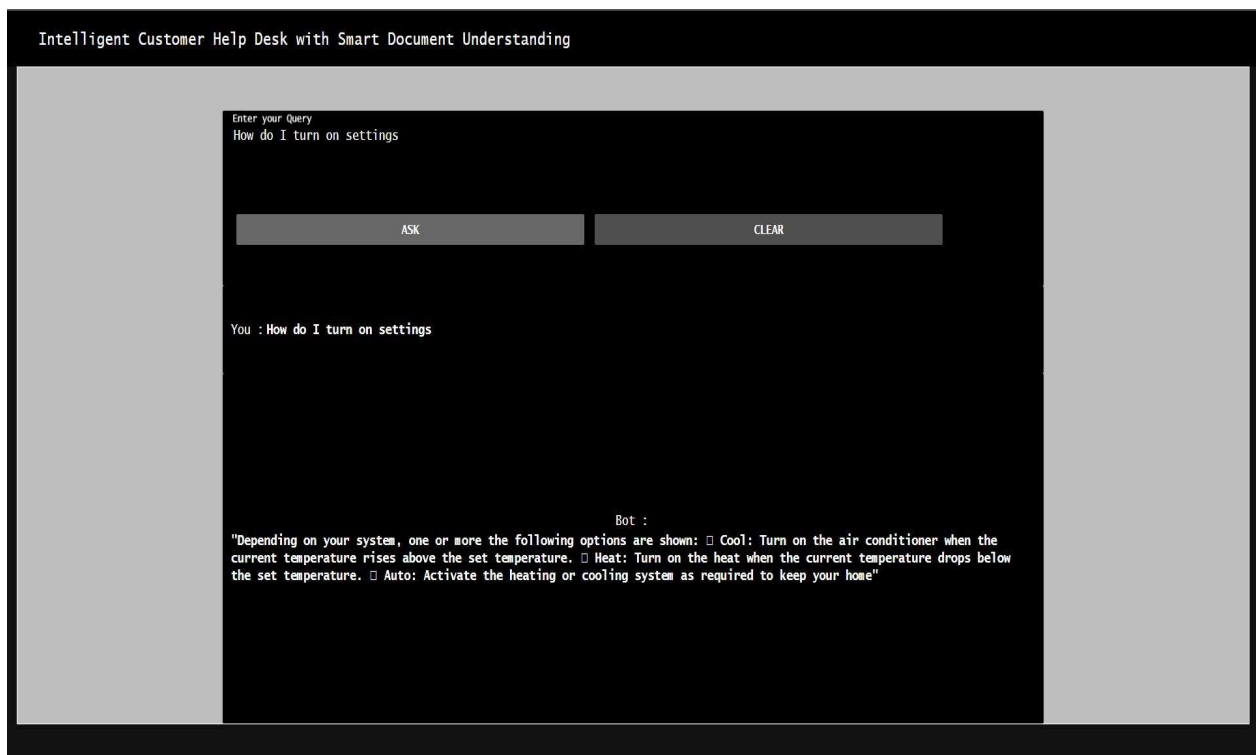 Intelligent Customer Help Desk with Smart Document Understanding
Enter your Query
How do I turn on settings
ASK
CLEAR
You : How do I turn on settings
Bot :
"Depending on your system, one or more the following options are shown: □ Cool: Turn on the air conditioner when the
current temperature rises above the set temperature. □ Heat: Turn on the heat when the current temperature drops below
the set temperature. □ Auto: Activate the heating or cooling system as required to keep your home"